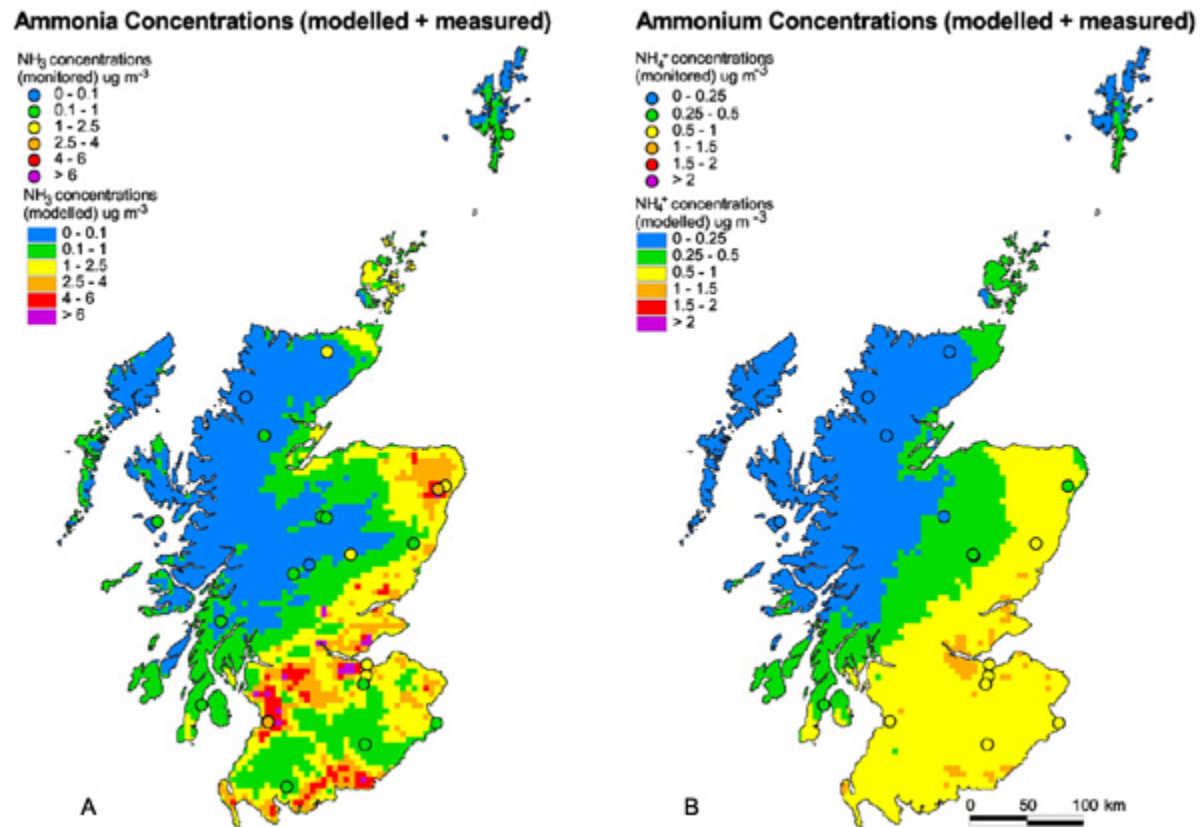 Ammonia Concentrations (modelled + measured)
NH3 concentrations
(monitored) ug m-3
0 - 0.1
0.1 - 1
1 - 2.5
2.5 - 4
4 - 6
> 6
NH3 concentrations
(modelled) ug m-3
0 - 0.1
0.1 - 1
1 - 2.5
2.5 - 4
4 - 6
> 6
A
Ammonium Concentrations (modelled + measured)
NH4+ concentrations
(monitored) ug m-3
0 - 0.25
0.25 - 0.5
0.5 - 1
1 - 1.5
1.5 - 2
> 2
NH4+ concentrations
(modelled) ug m-3
0 - 0.25
0.25 - 0.5
0.5 - 1
1 - 1.5
1.5 - 2
> 2
B
0 50 100 km